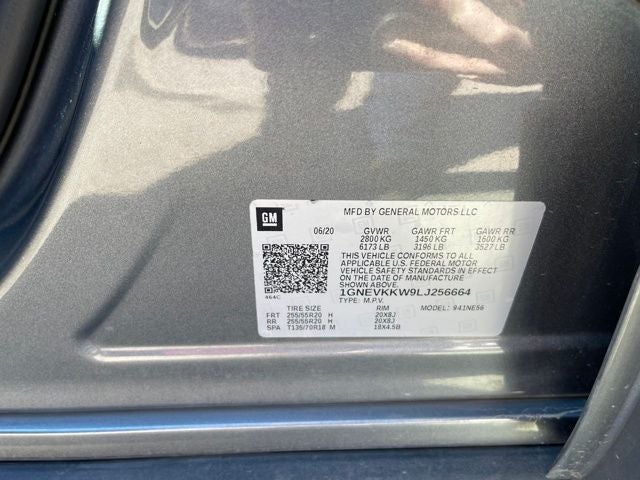 GM
MFD BY GENERAL MOTORS LLC
06/20 GVWR GAWR FRT GAWR RR
2800 KG 1450 KG 1600 KG
6173 LB 3196 LB 3527 LB
THIS VEHICLE CONFORMS TO ALL
APPLICABLE U.S. FEDERAL MOTOR
VEHICLE SAFETY STANDARDS IN EFFECT
ON THE DATE OF MANUFACTURE
SHOWN ABOVE.
1GNEVKKW9LJ256664
464C
TYPE: M.P.V. MODEL: 941NE56
TIRE SIZE RIM
FRT 255/55R20 H 20X8J
RR 255/55R20 H 20X8J
SPA T135/70R18 M 18X4.5B